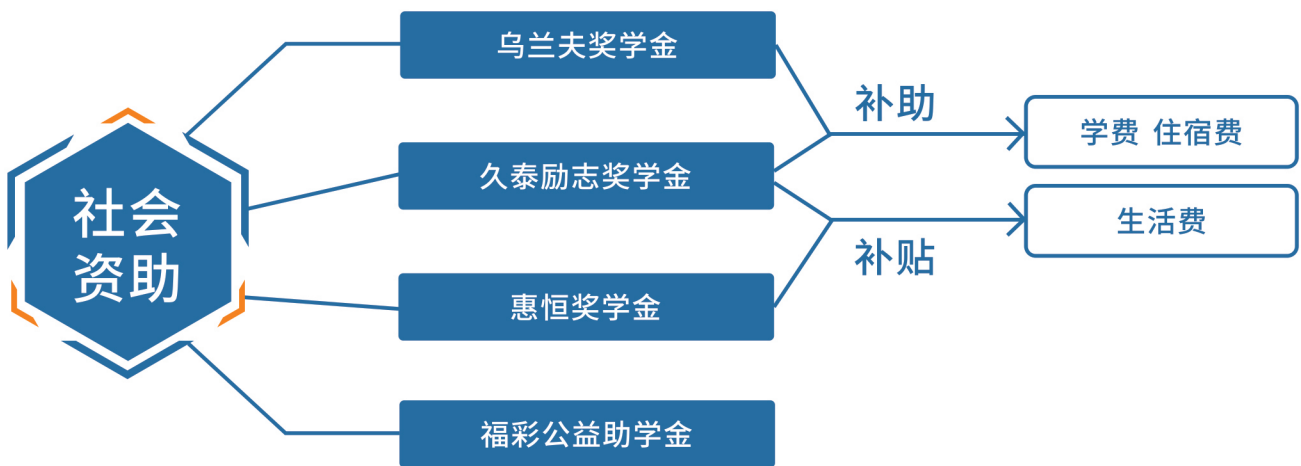 社会
资助
乌兰夫奖学金
久泰励志奖学金
惠恒奖学金
福彩公益助学金
补助
学费 住宿费
补贴
生活费